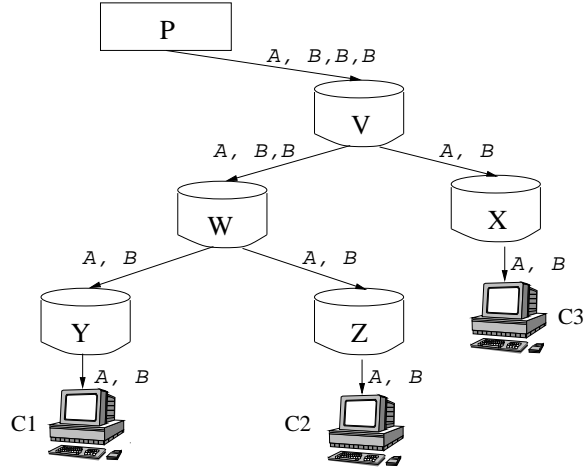 P
A, B,B,B
V
A, B,B
A, B
W
X
A, B
A, B
A, B
C3
Y
Z
A, B
A, B
C1
C2